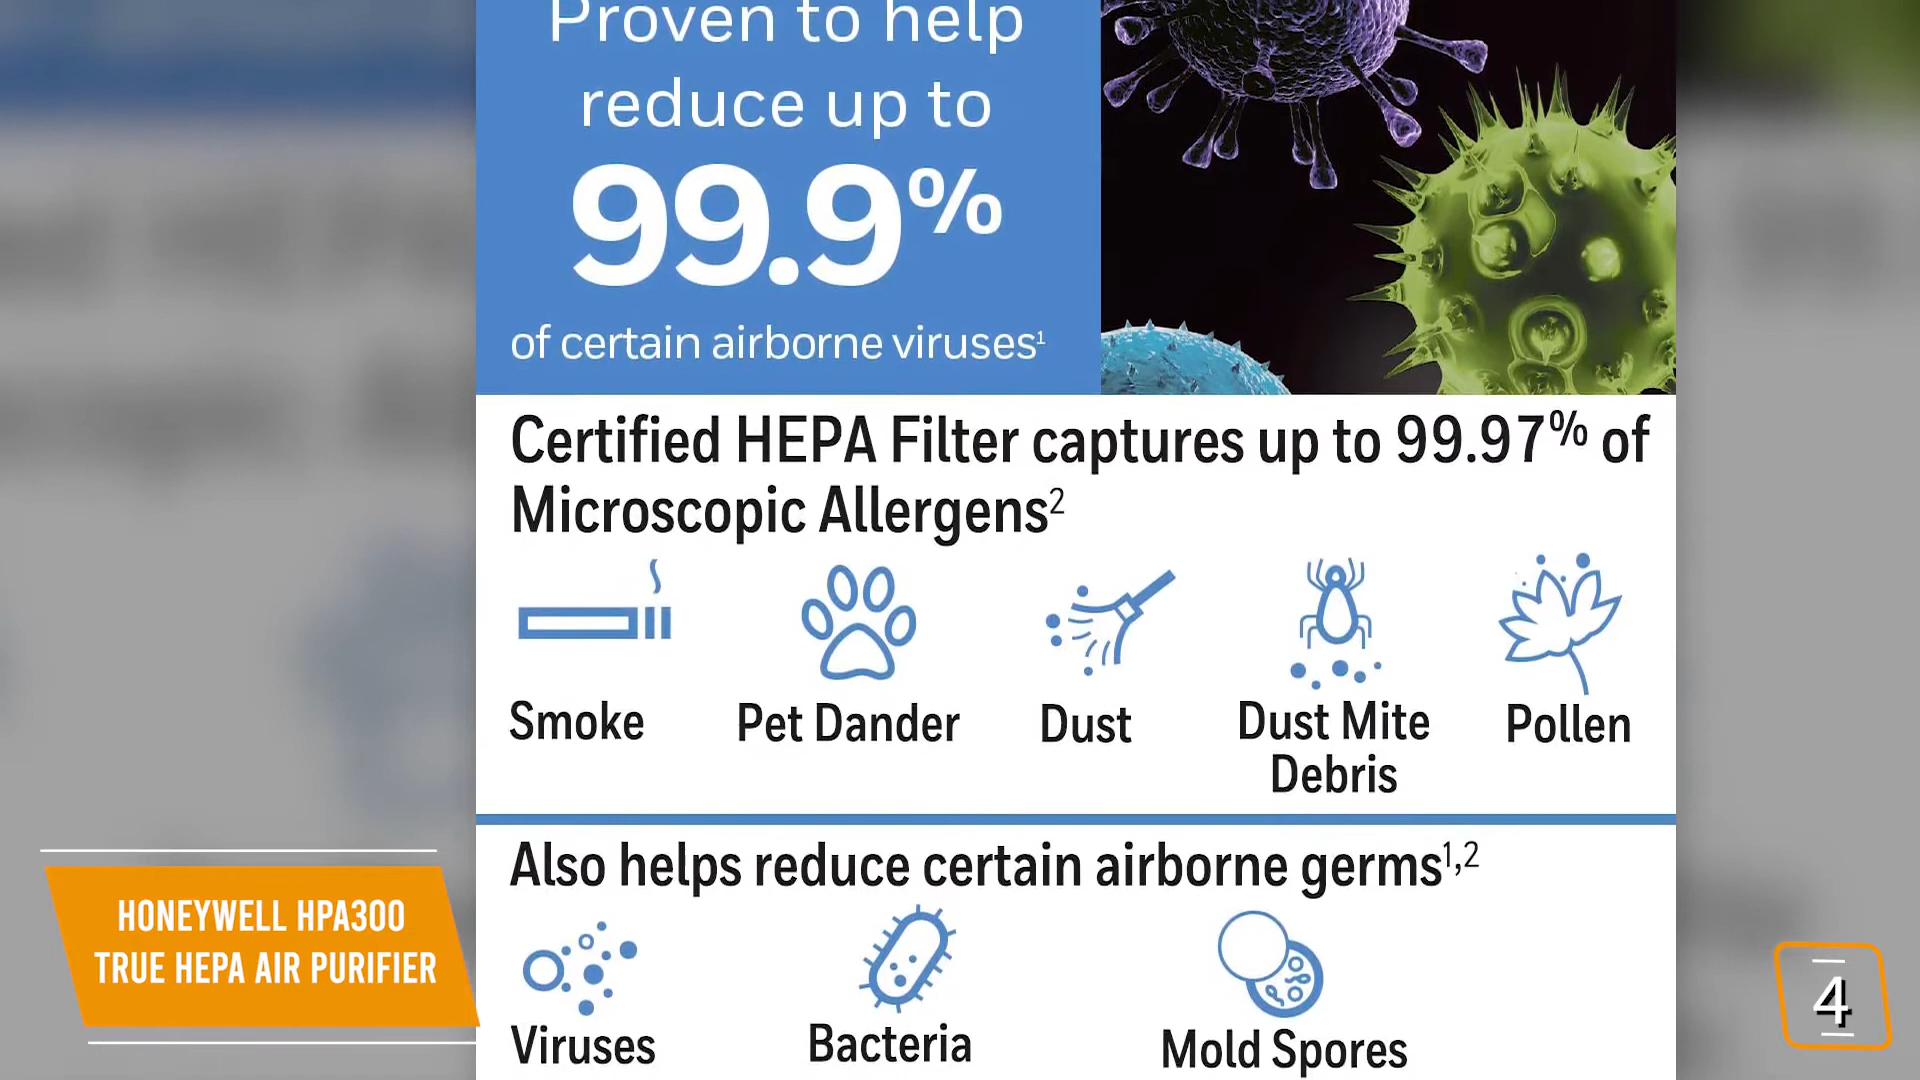 Proven to help
reduce up to
99.9%
of certain airborne viruses¹
Certified HEPA Filter captures up to 99.97% of
Microscopic Allergens²
Smoke
Pet Dander
Dust
Dust Mite
Debris
Pollen
Also helps reduce certain airborne germs¹,²
Viruses
Bacteria
Mold Spores
HONEYWELL HPA300
TRUE HEPA AIR PURIFIER
4